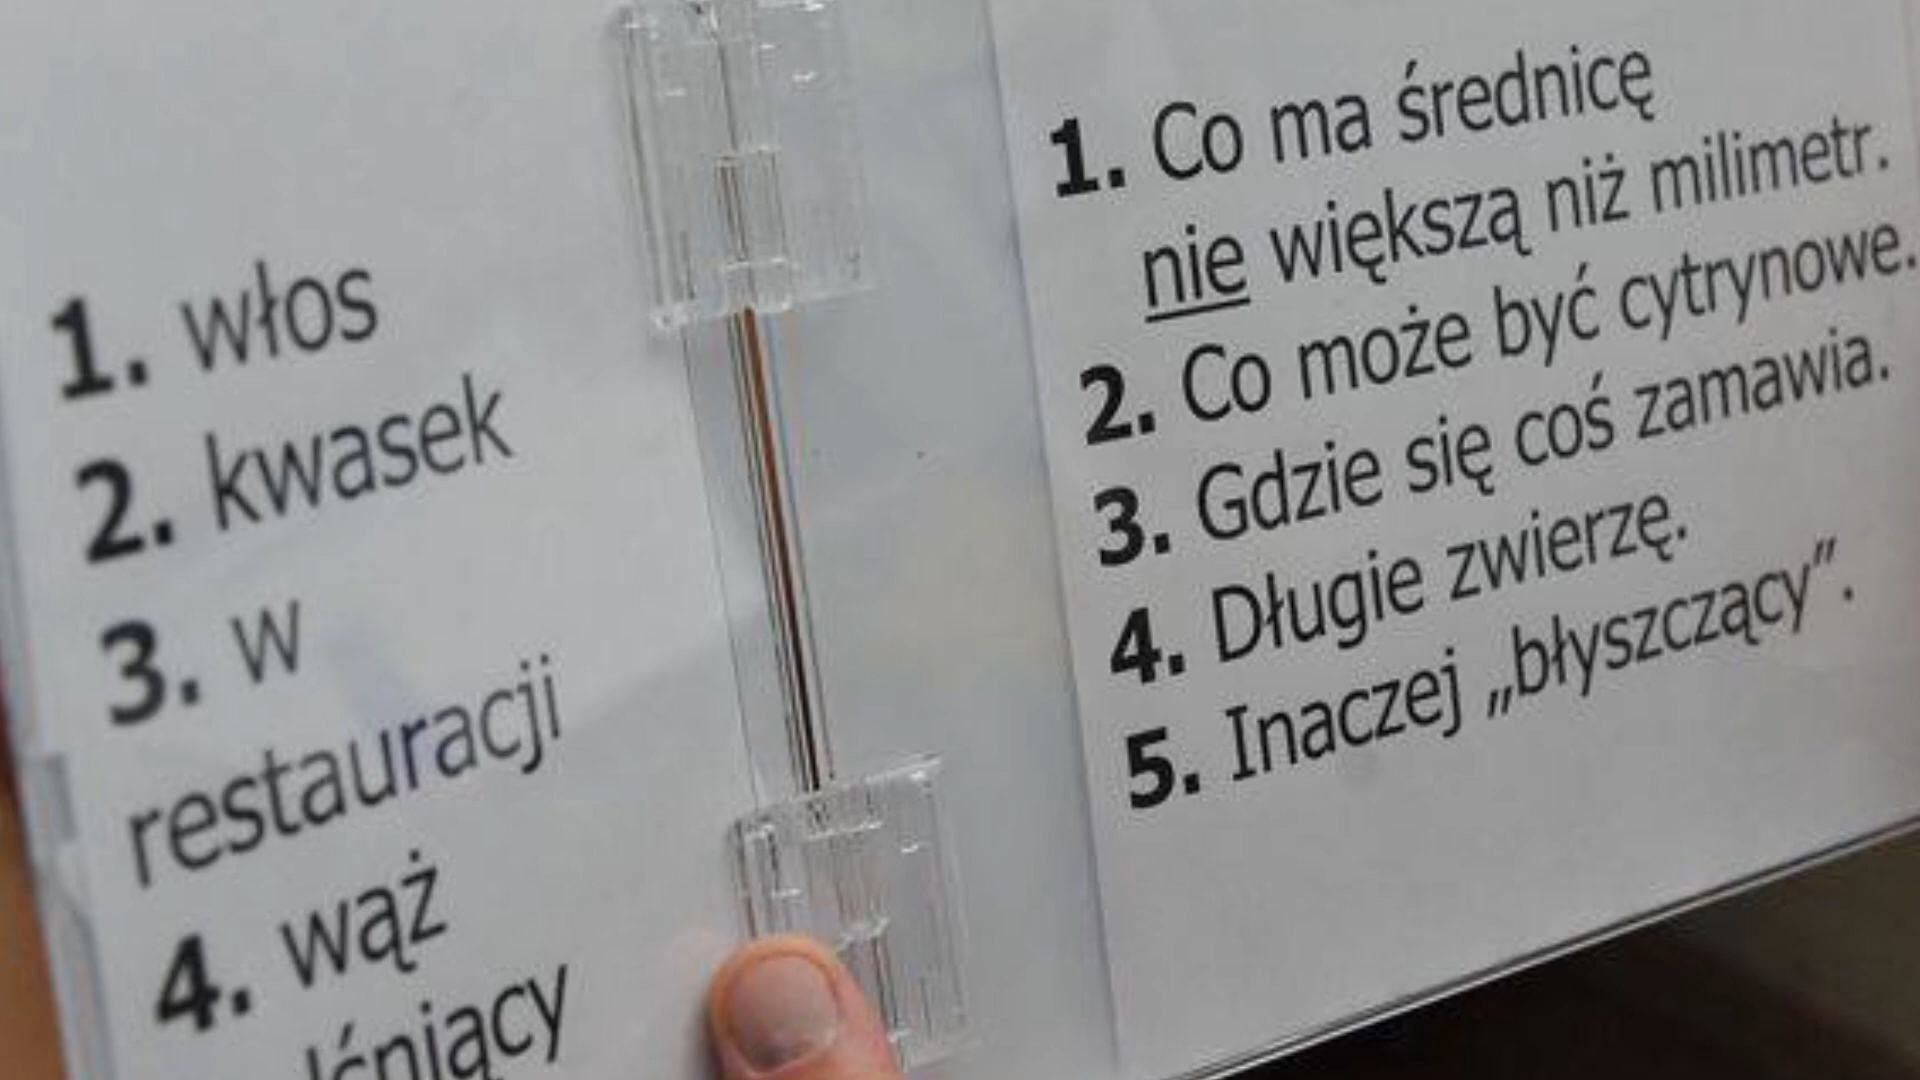 1. włos
2. kwasek
3. w
restauracji
4. wąż
lśniący
1. Co ma średnicę
nie większą niż milimetr.
2. Co może być cytrynowe.
3. Gdzie się coś zamawia.
4. Długie zwierzę.
5. Inaczej „błyszczący”.